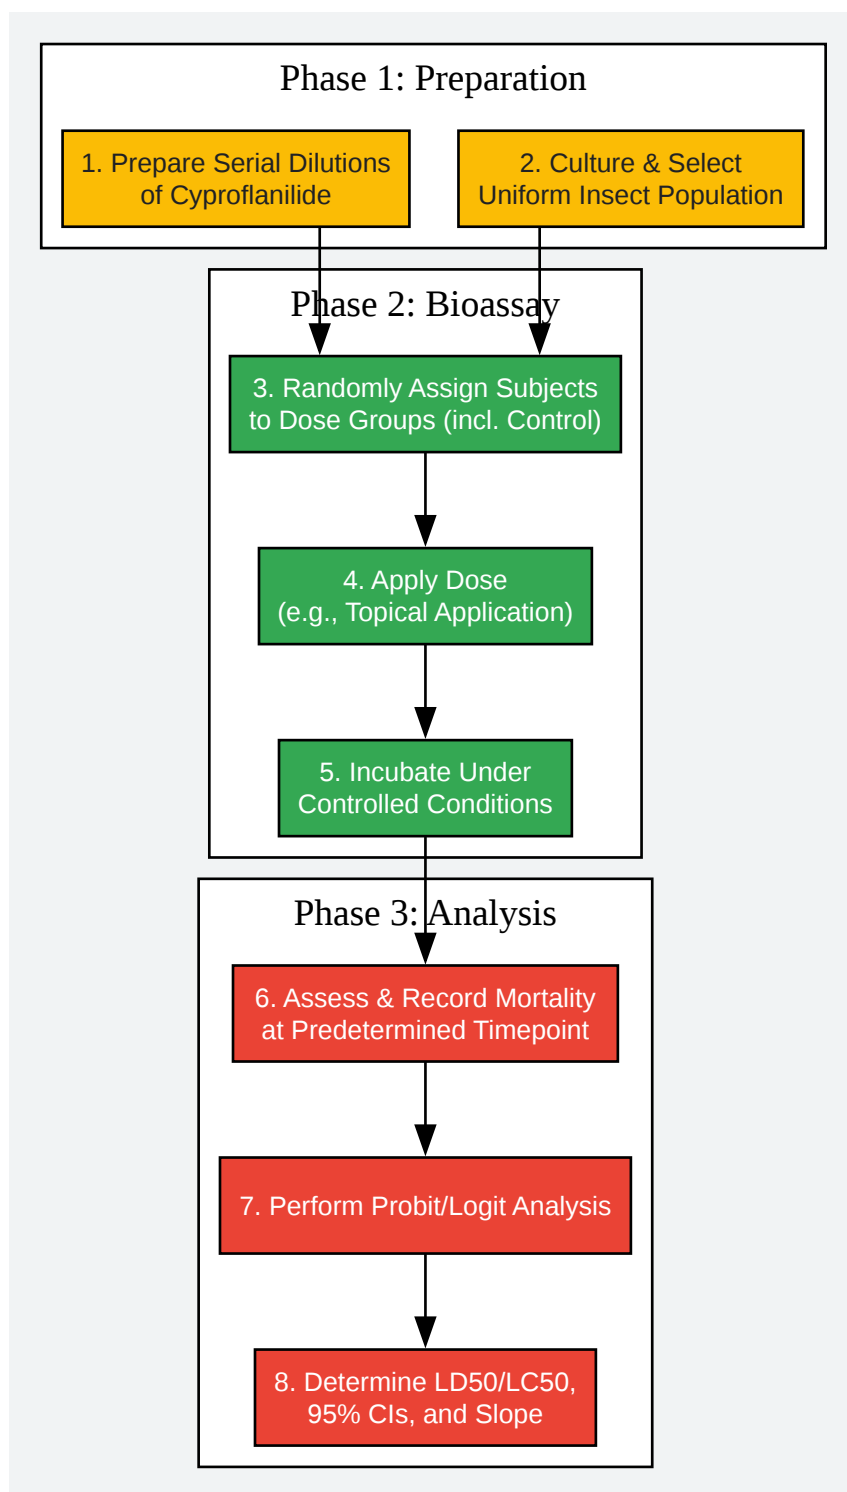 Phase 1: Preparation
1. Prepare Serial Dilutions
of Cyproflanilide
2. Culture & Select
Uniform Insect Population
Phase 2: Bioassay
3. Randomly Assign Subjects
to Dose Groups (incl. Control)
4. Apply Dose
(e.g., Topical Application)
5. Incubate Under
Controlled Conditions
Phase 3: Analysis
6. Assess & Record Mortality
at Predetermined Timepoint
7. Perform Probit/Logit Analysis
8. Determine LD50/LC50,
95% CIs, and Slope